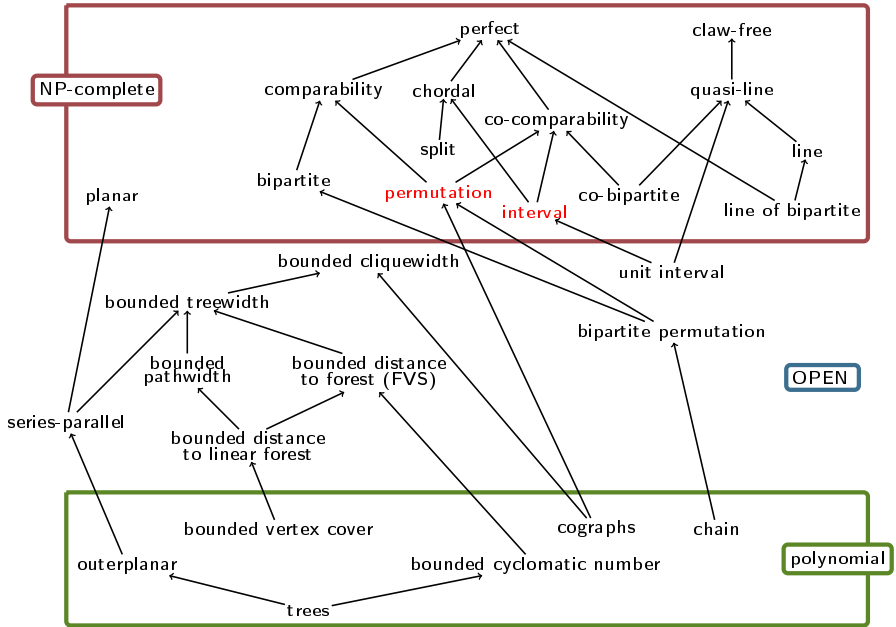 perfect
claw-free
NP-complete
comparability
chordal
quasi-line
co-comparability
split
line
bipartite
permutation
co-bipartite
planar
interval
line of bipartite
bounded cliquewidth
unit interval
bounded treewidth
bipartite permutation
bounded
pathwidth
bounded distance
to forest (FVS)
OPEN
series-parallel
bounded distance
to linear forest
bounded vertex cover
cographs
chain
outerplanar
bounded cyclomatic number
polynomial
trees